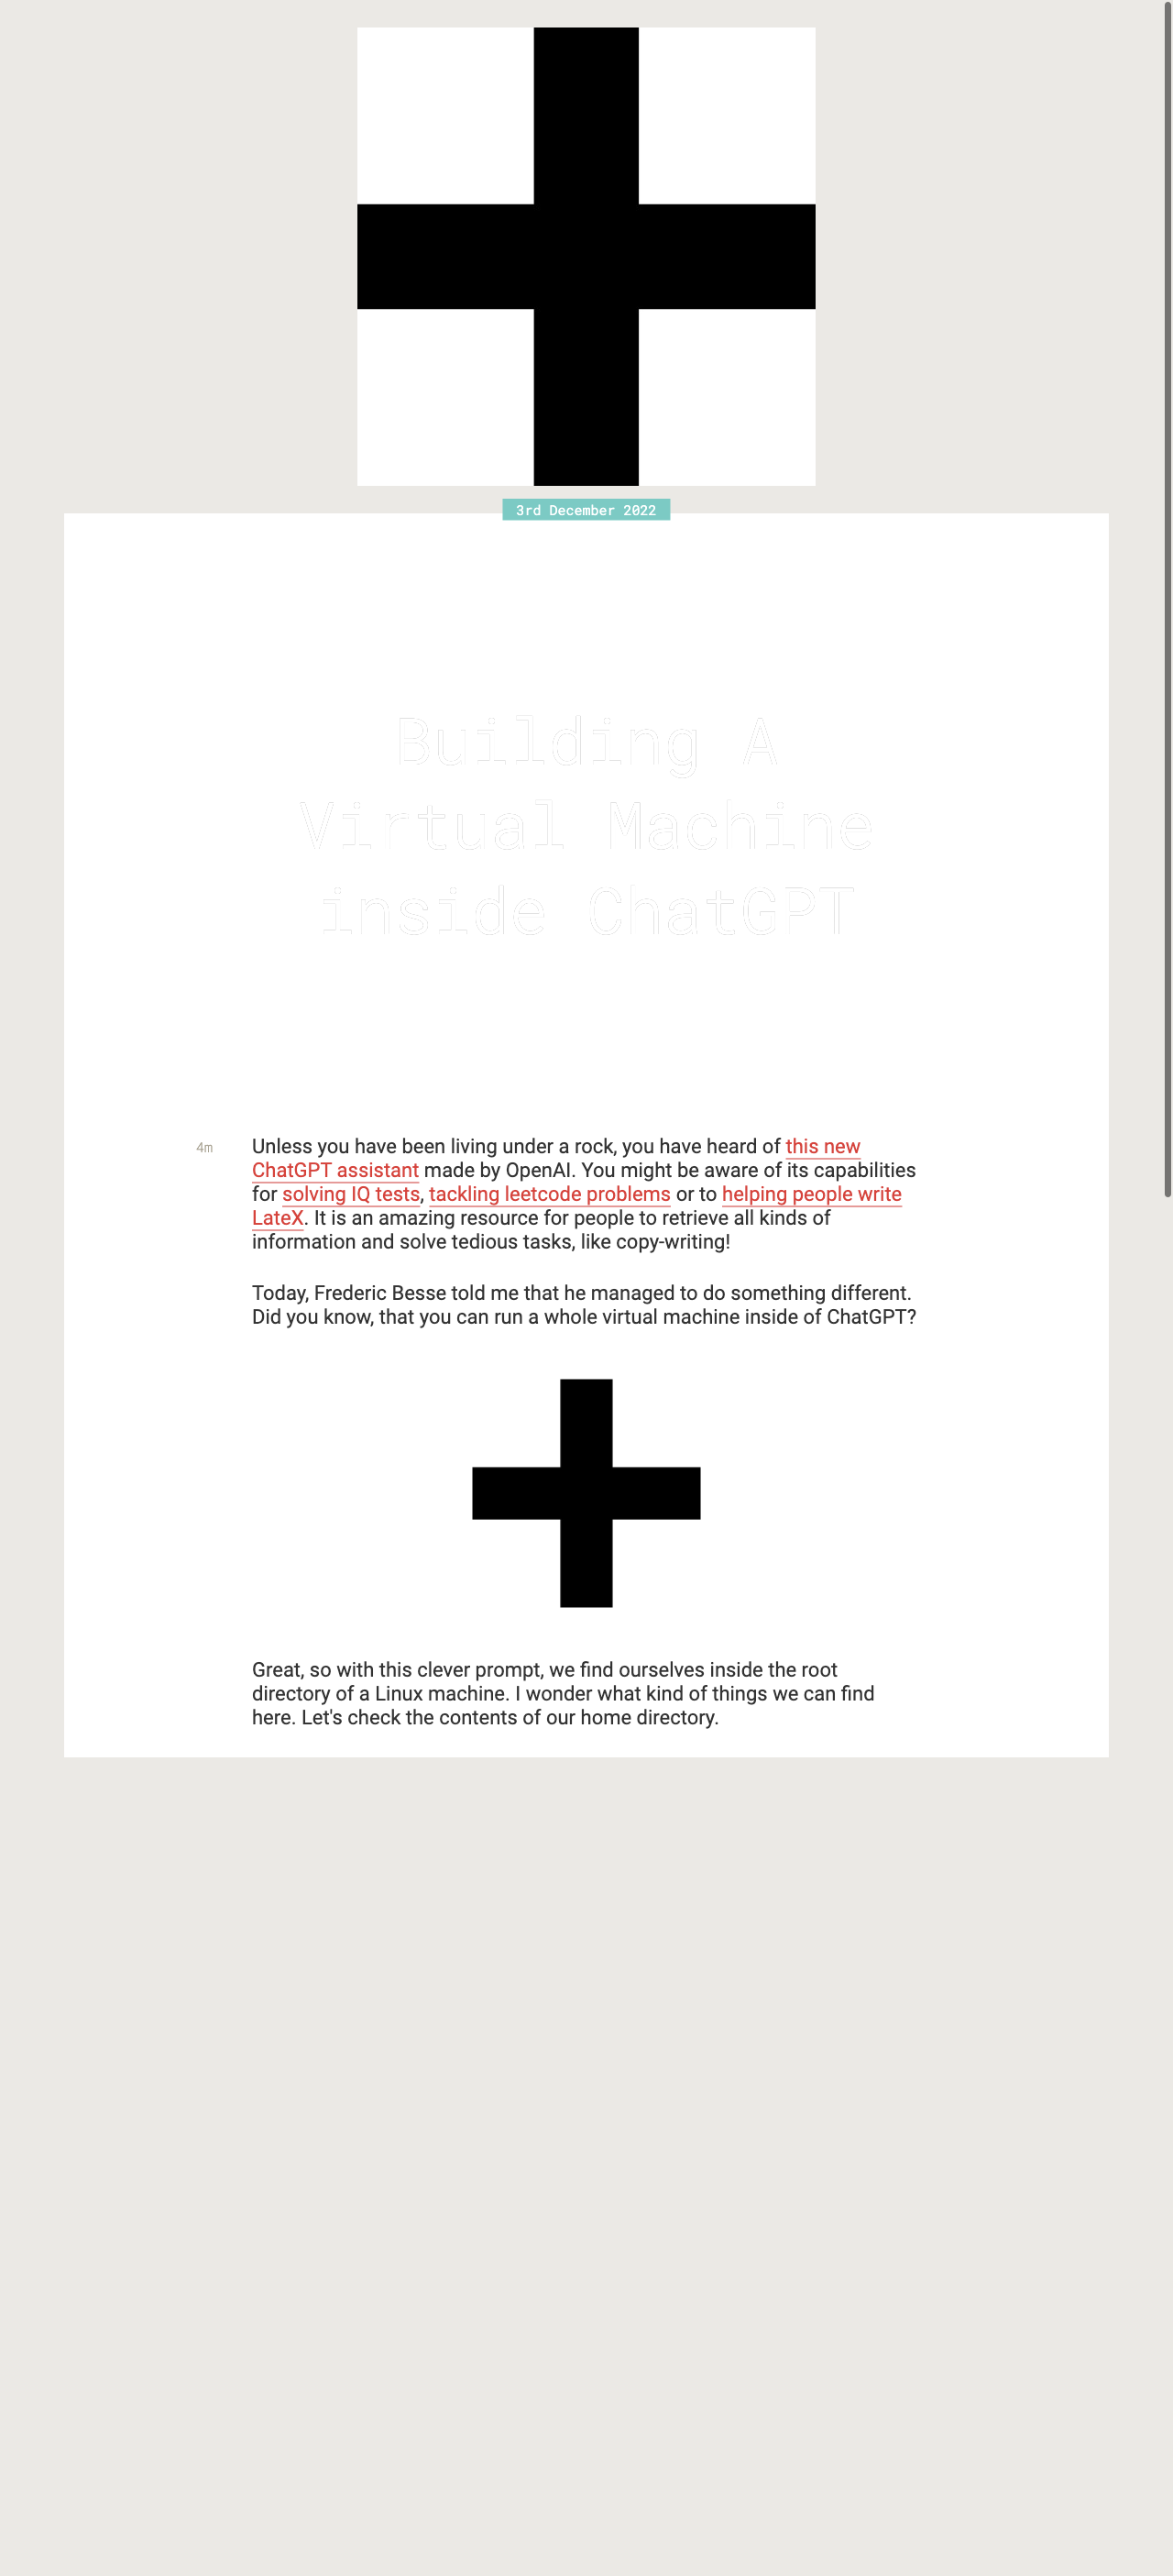 3rd December 2022
Building A
Virtual Machine
inside ChatGPT
4m
Unless you have been living under a rock, you have heard of this new
ChatGPT assistant made by OpenAI. You might be aware of its capabilities
for solving IQ tests, tackling leetcode problems or to helping people write
LateX. It is an amazing resource for people to retrieve all kinds of
information and solve tedious tasks, like copy-writing!
Today, Frederic Besse told me that he managed to do something different.
Did you know, that you can run a whole virtual machine inside of ChatGPT?
Great, so with this clever prompt, we find ourselves inside the root
directory of a Linux machine. I wonder what kind of things we can find
here. Let's check the contents of our home directory.